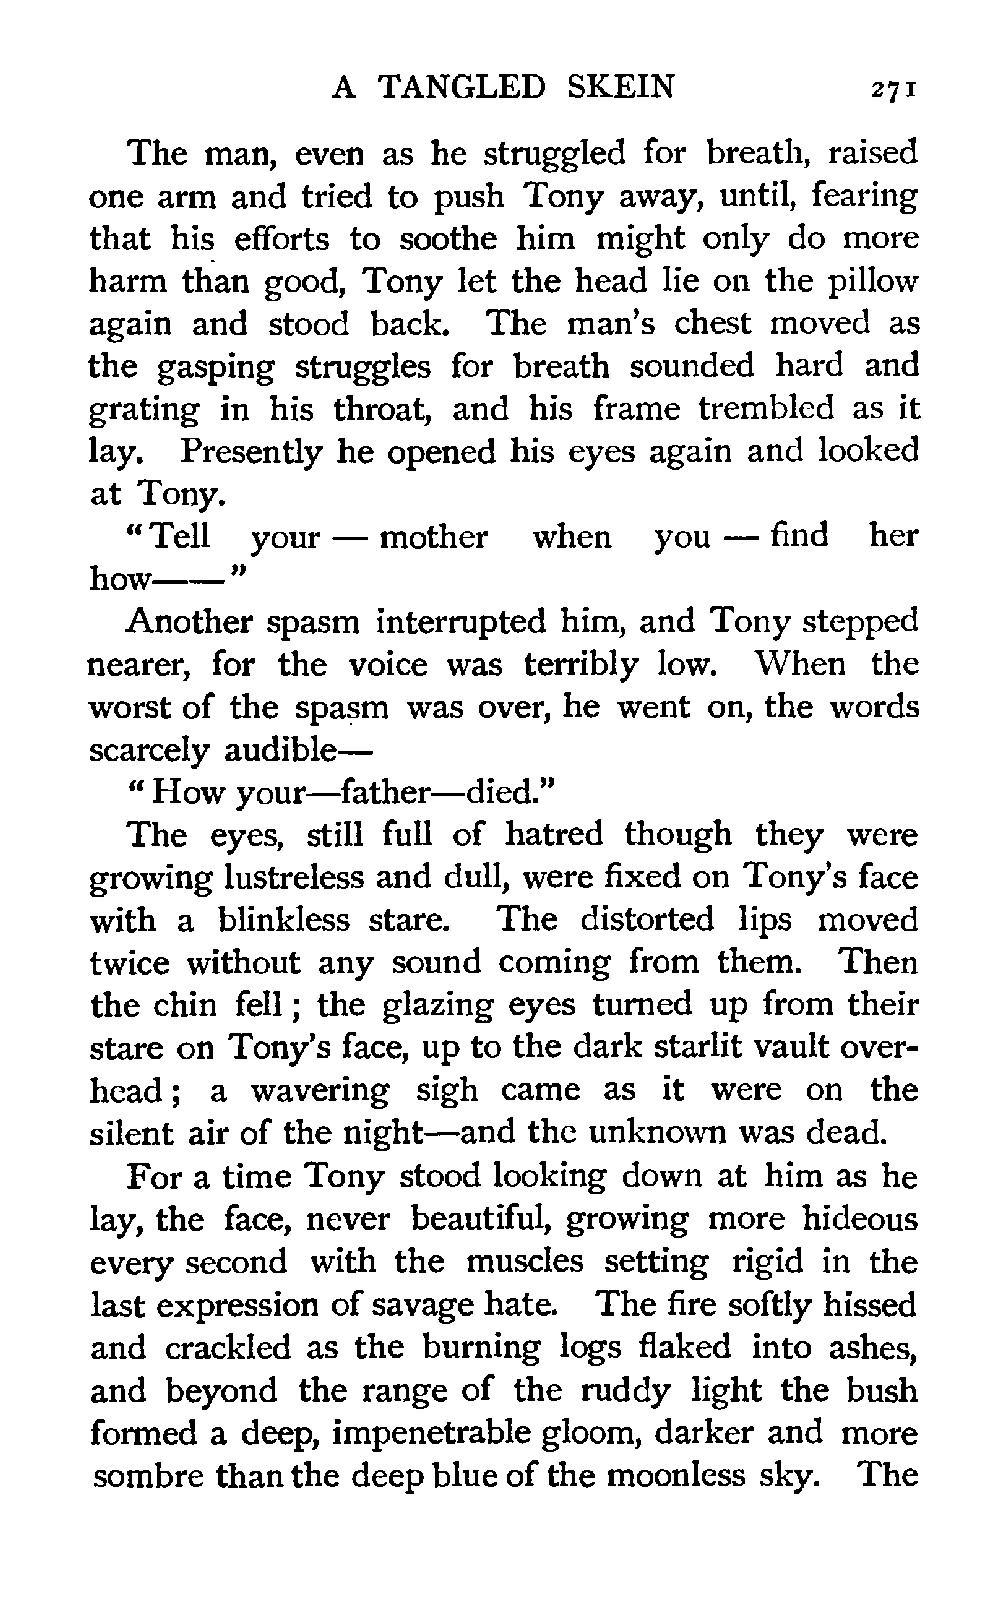 A TANGLED SKEIN 271
The man, even as he struggled for breath, raised
one arm and tried to push Tony away, until, fearing
that his efforts to soothe him might only do more
harm than good, Tony let the head lie on the pillow
again and stood back. The man's chest moved as
the gasping struggles for breath sounded hard and
grating in his throat, and his frame trembled as it
lay. Presently he opened his eyes again and looked
at Tony.
"Tell your — mother when you — find her
how——"
Another spasm interrupted him, and Tony stepped
nearer, for the voice was terribly low. When the
worst of the spasm was over, he went on, the words
scarcely audible—
"How your—father—died."
The eyes, still full of hatred though they were
growing lustreless and dull, were fixed on Tony's face
with a blinkless stare. The distorted lips moved
twice without any sound coming from them. Then
the chin fell; the glazing eyes turned up from their
stare on Tony's face, up to the dark starlit vault over-
head; a wavering sigh came as it were on the
silent air of the night—and the unknown was dead.
For a time Tony stood looking down at him as he
lay, the face, never beautiful, growing more hideous
every second with the muscles setting rigid in the
last expression of savage hate. The fire softly hissed
and crackled as the burning logs flaked into ashes,
and beyond the range of the ruddy light the bush
formed a deep, impenetrable gloom, darker and more
sombre than the deep blue of the moonless sky. The